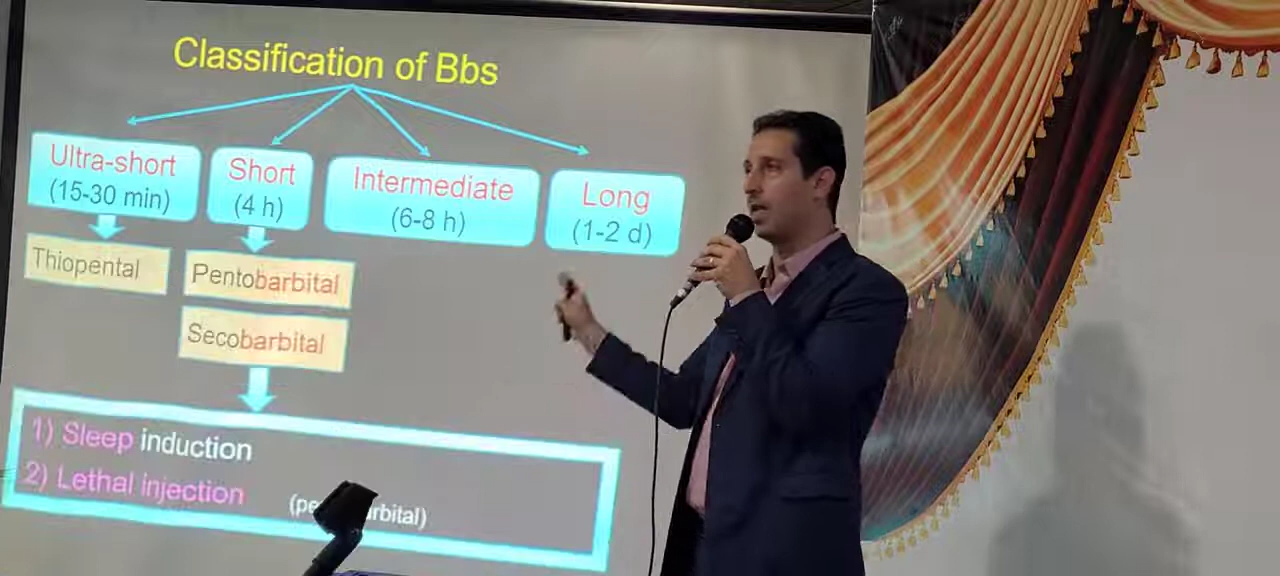 Classification of Bbs
Ultra-short
(15-30 min)
Short
(4 h)
Intermediate
(6-8 h)
Long
(1-2 d)
Thiopental
Pentobarbital
Secobarbital
1) Sleep induction
2) Lethal injection